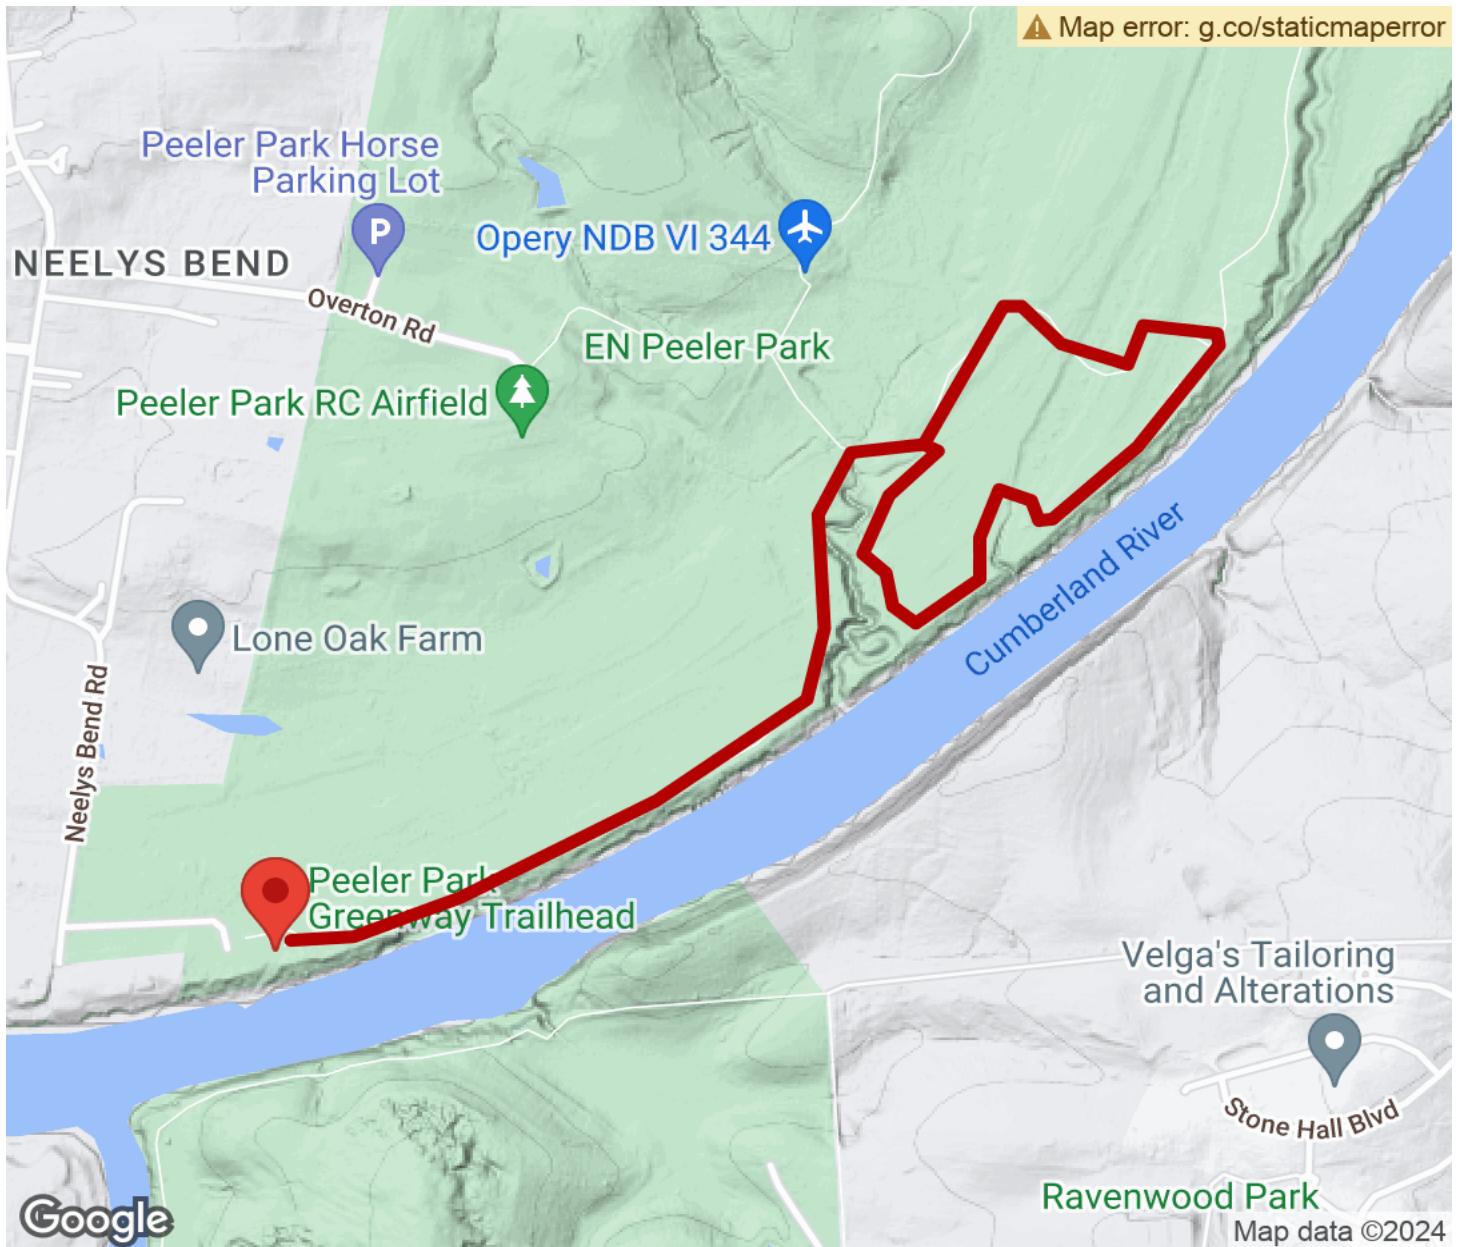 Map error: g.co/staticmaperror
Peeler Park Horse
Parking Lot
P
Opery NDB VI 344
NEELYS BEND
Overton Rd
EN Peeler Park
Peeler Park RC Airfield
Cumberland River
Lone Oak Farm
Neelys Bend Rd
Peeler Park
Greenway Trailhead
Velga's Tailoring
and Alterations
Stone Hall Blvd
Ravenwood Park
Google
Map data ©2024